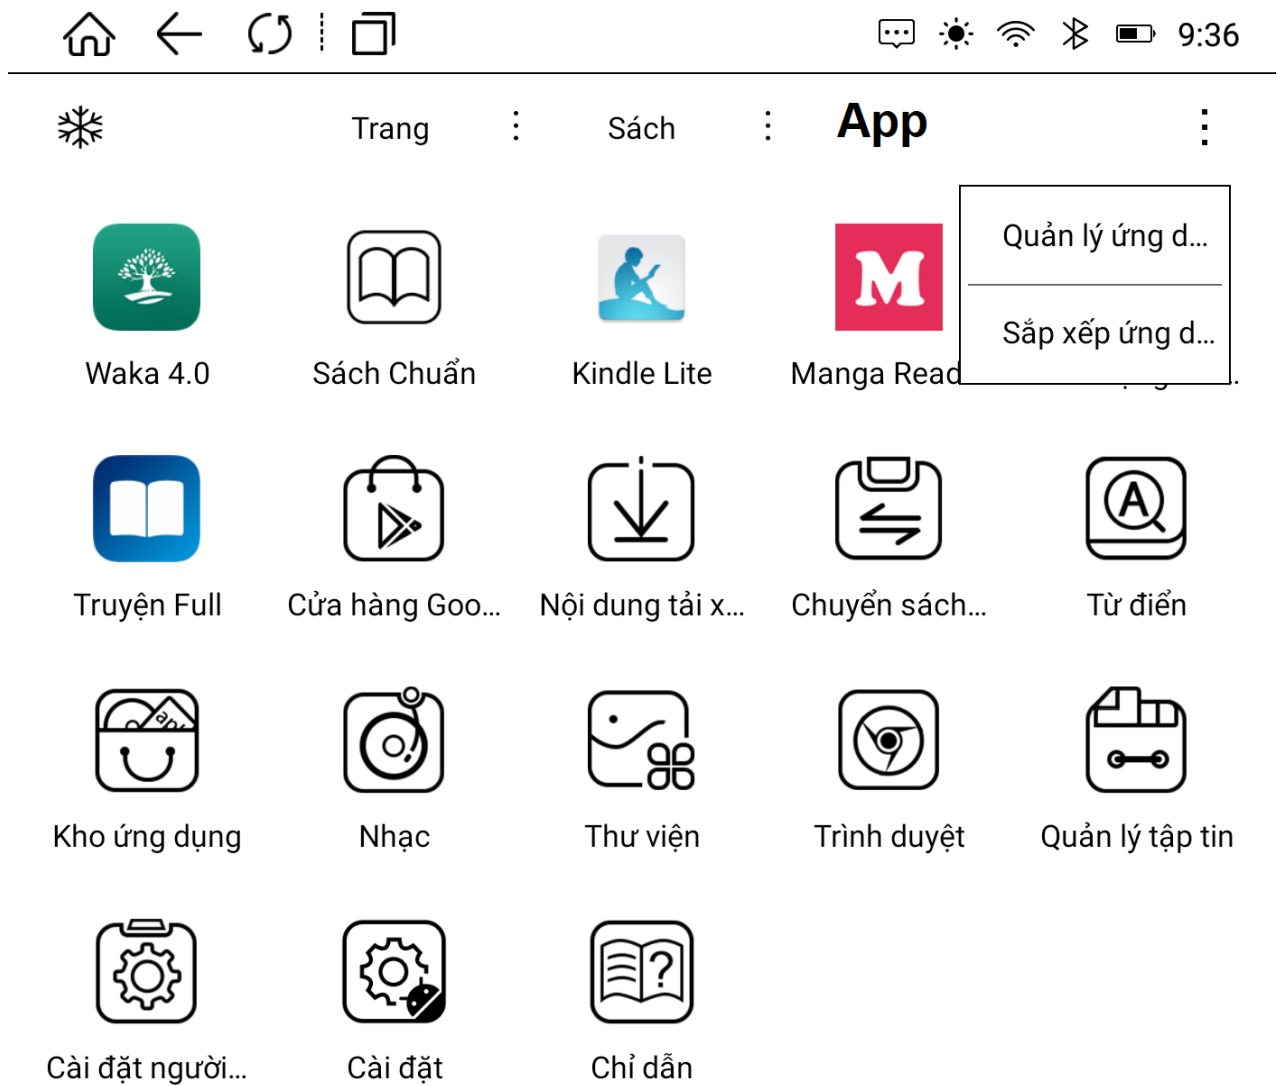 9:36
Trang
Sách
App
Quản lý ứng d...
Sắp xếp ứng d...
M
Waka 4.0
Sách Chuẩn
Kindle Lite
Manga Read
A
Truyện Full
Cửa hàng Goo...
Nội dung tải x...
Chuyển sách...
Từ điển
Kho ứng dụng
Nhạc
Thư viện
Trình duyệt
Quản lý tập tin
?
Cài đặt người...
Cài đặt
Chỉ dẫn